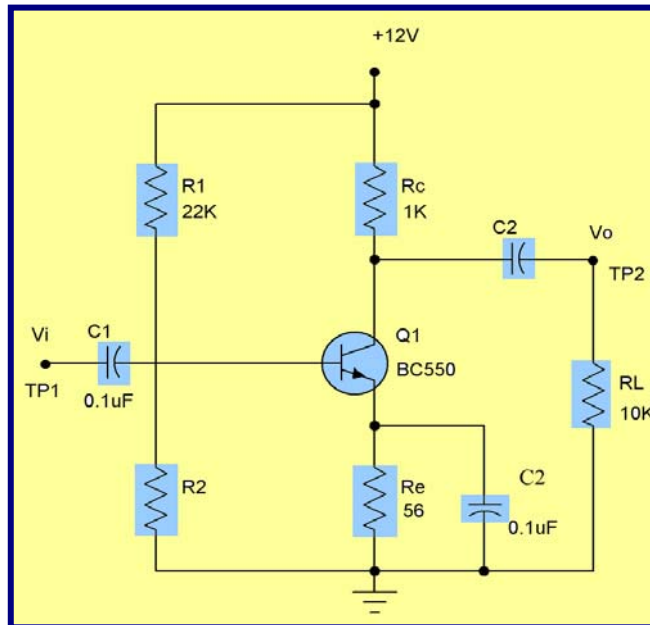 +12V
R1
22K
Rc
1K
C2
Vo
TP2
Vi
C1
TP1
0.1uF
Q1
BC550
RL
10K
R2
Re
56
C2
0.1uF